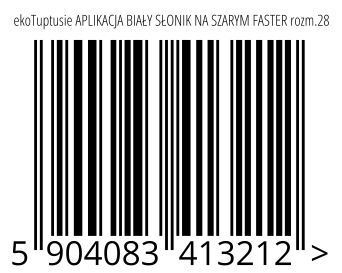 ekoTuptusie APLIKACJA BIAŁY SŁONIK NA SZARYM FASTER rozm.28
5 904083 413212 >